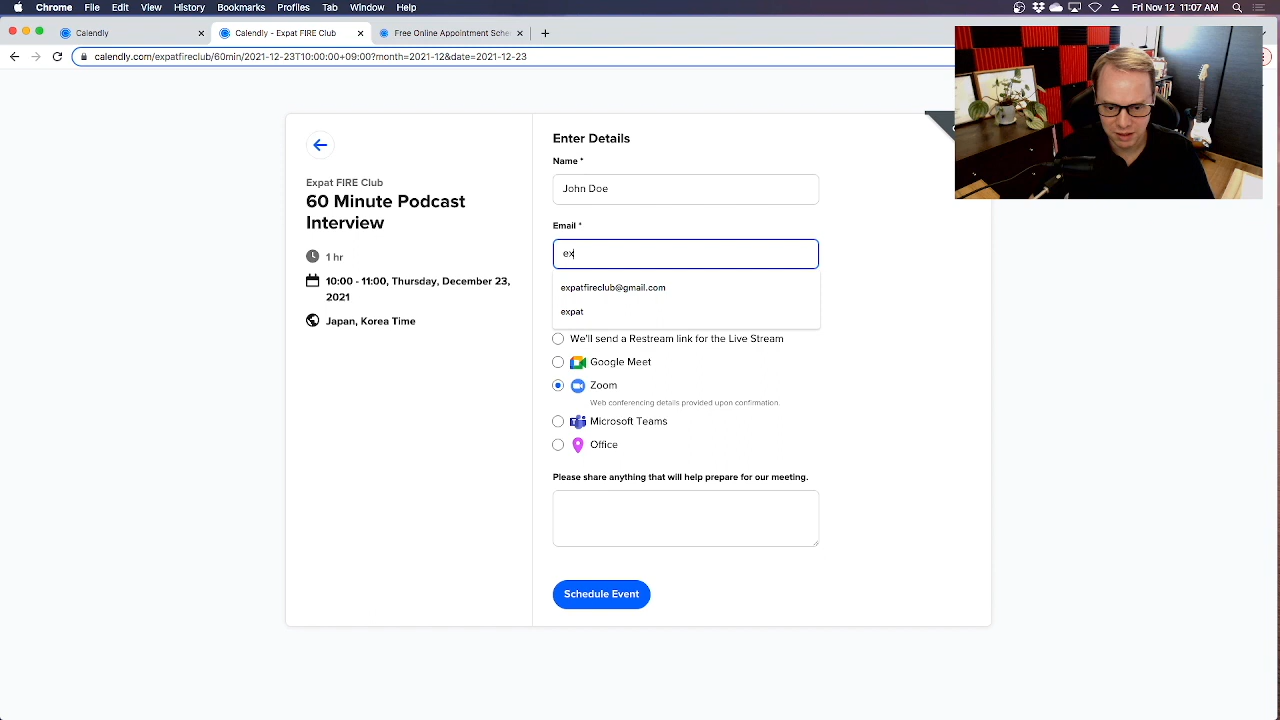 Chrome File Edit View History Bookmarks Profiles Tab Window Help Fri Nov 12 11:07 AM
Calendly
Calendly - Expat FIRE Club
Free Online Appointment Sche
calendly.com/expatfireclub/60min/2021-12-23T10:00:00+09:00?month=2021-12&date=2021-12-23
Expat FIRE Club
60 Minute Podcast
Interview
1 hr
10:00 - 11:00, Thursday, December 23,
2021
Japan, Korea Time
Enter Details
Name *
John Doe
Email *
ex
expatfireclub@gmail.com
expat
We'll send a Restream link for the Live Stream
Google Meet
Zoom
Web conferencing details provided upon confirmation.
Microsoft Teams
Office
Please share anything that will help prepare for our meeting.
Schedule Event